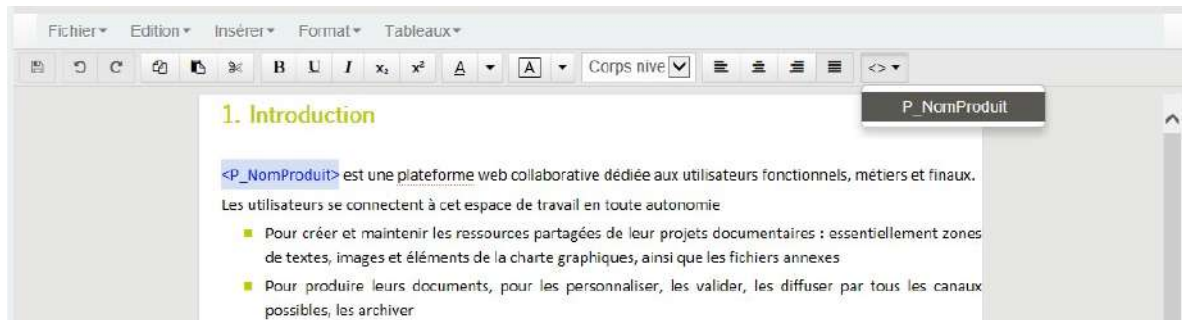 Fichier Edition Insérer Format Tableaux
B U I x₂ x² A A Corps nive <>
P_NomProduit
1. Introduction
<P_NomProduit> est une plateforme web collaborative dédiée aux utilisateurs fonctionnels, métiers et finaux.
Les utilisateurs se connectent à cet espace de travail en toute autonomie
Pour créer et maintenir les ressources partagées de leur projets documentaires : essentiellement zones
de textes, images et éléments de la charte graphiques, ainsi que les fichiers annexes
Pour produire leurs documents, pour les personnaliser, les valider, les diffuser par tous les canaux
possibles, les archiver